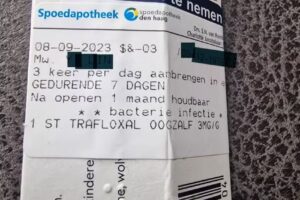 te nemen
Spoedapotheek
spoedapotheek
den haag
08-09-2023 $&-03
Mw.
3 keer per dag aanbrengen in
GEDURENDE 7 DAGEN
Na openen 1 maand houdbaar
* * bacterie infectie *
1 ST TRAFLOXAL OOGZALF 3MG/G